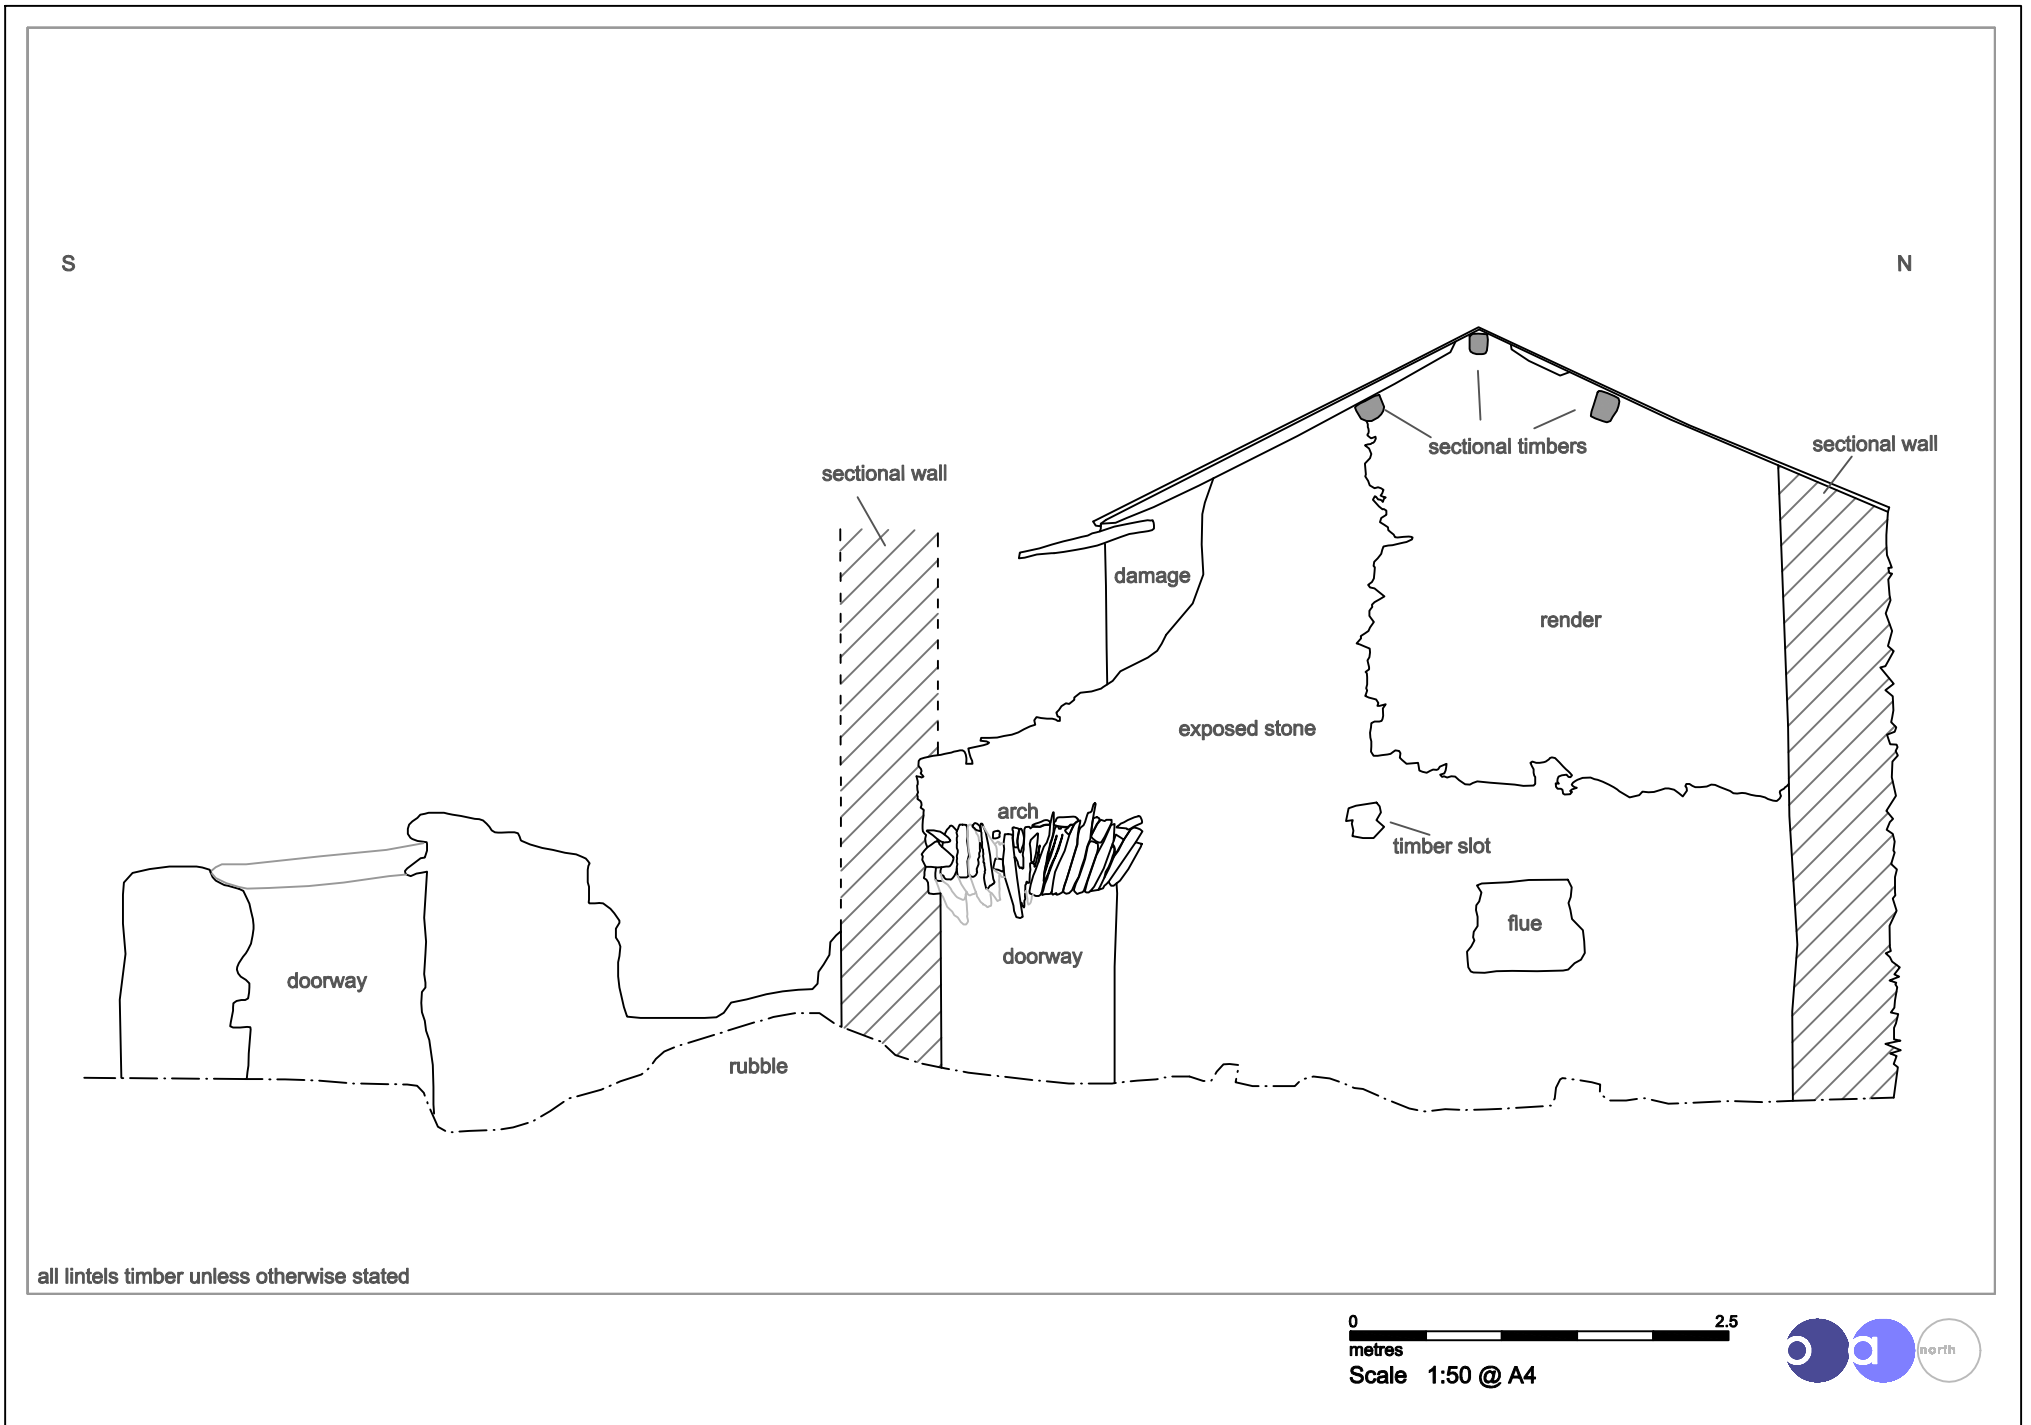 S
N
sectional timbers
sectional wall
sectional wall
damage
render
exposed stone
arch
timber slot
flue
doorway
doorway
rubble
all lintels timber unless otherwise stated
0 2.5
metres
Scale 1:50 @ A4
oa north